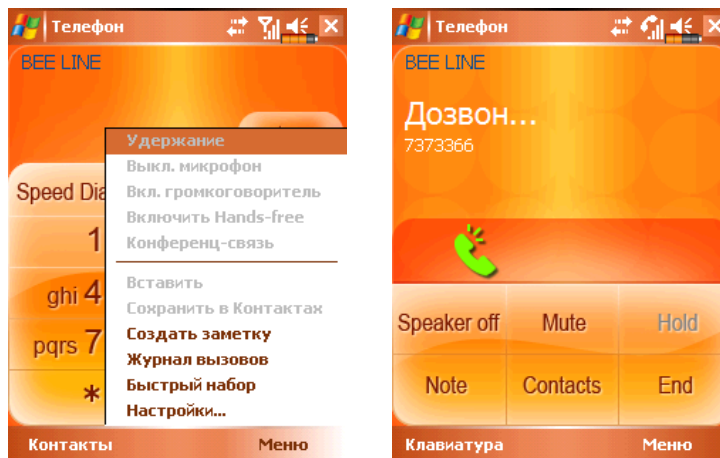 Телефон
BEE LINE
Удержание
Выкл. микрофон
Вкл. громкоговоритель
Включить Hands-free
Конференц-связь
Вставить
Сохранить в Контактах
Создать заметку
Журнал вызовов
Быстрый набор
Настройки...
Speed Dia
1
ghi 4
pqrs 7
*
Контакты
Меню
Телефон
BEE LINE
Дозвон...
7373366
Speaker off
Mute
Hold
Note
Contacts
End
Клавиатура
Меню